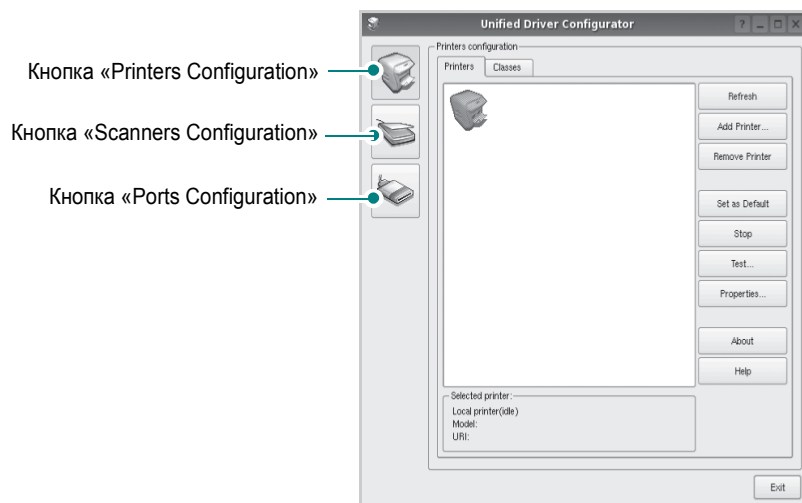 Unified Driver Configurator
Кнопка «Printers Configuration»
Кнопка «Scanners Configuration»
Кнопка «Ports Configuration»
Printers configuration
Printers
Classes
Refresh
Add Printer...
Remove Printer
Set as Default
Stop
Test...
Properties...
About
Help
Selected printer:
Local printer(idle)
Model:
URI:
Exit